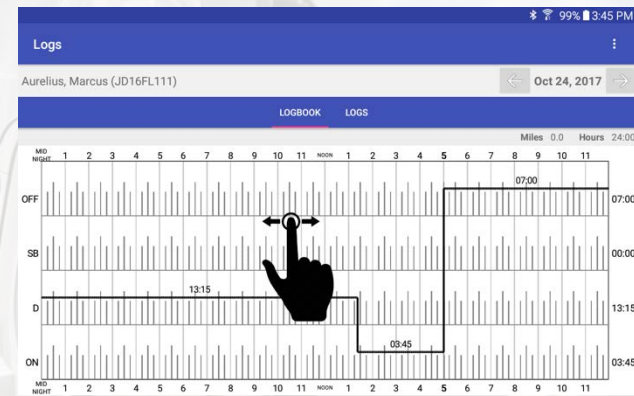 99% 3:45 PM
Logs
Aurelius, Marcus (JD16FL111) Oct 24, 2017
LOGBOOK LOGS
Miles 0.0 Hours 24:00
MID NIGHT 1 2 3 4 5 6 7 8 9 10 11 NOON 1 2 3 4 5 6 7 8 9 10 11
07:00
OFF 07:00
SB 00:00
13:15
D 13:15
03:45
ON 03:45
MID NIGHT 1 2 3 4 5 6 7 8 9 10 11 NOON 1 2 3 4 5 6 7 8 9 10 11